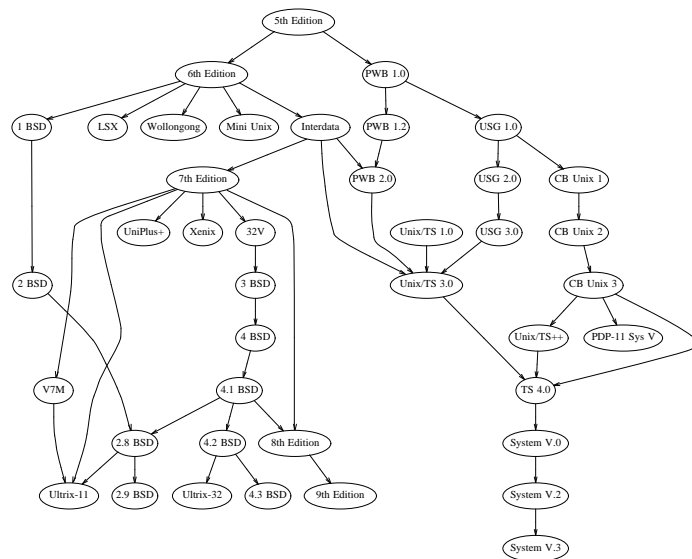 5th Edition
6th Edition
PWB 1.0
1 BSD
LSX
Wollongong
Mini Unix
Interdata
PWB 1.2
USG 1.0
7th Edition
PWB 2.0
USG 2.0
CB Unix 1
UniPlus+
Xenix
32V
Unix/TS 1.0
USG 3.0
CB Unix 2
2 BSD
3 BSD
Unix/TS 3.0
CB Unix 3
4 BSD
Unix/TS++
PDP-11 Sys V
V7M
4.1 BSD
TS 4.0
2.8 BSD
4.2 BSD
8th Edition
System V.0
Ultrix-11
2.9 BSD
Ultrix-32
4.3 BSD
9th Edition
System V.2
System V.3